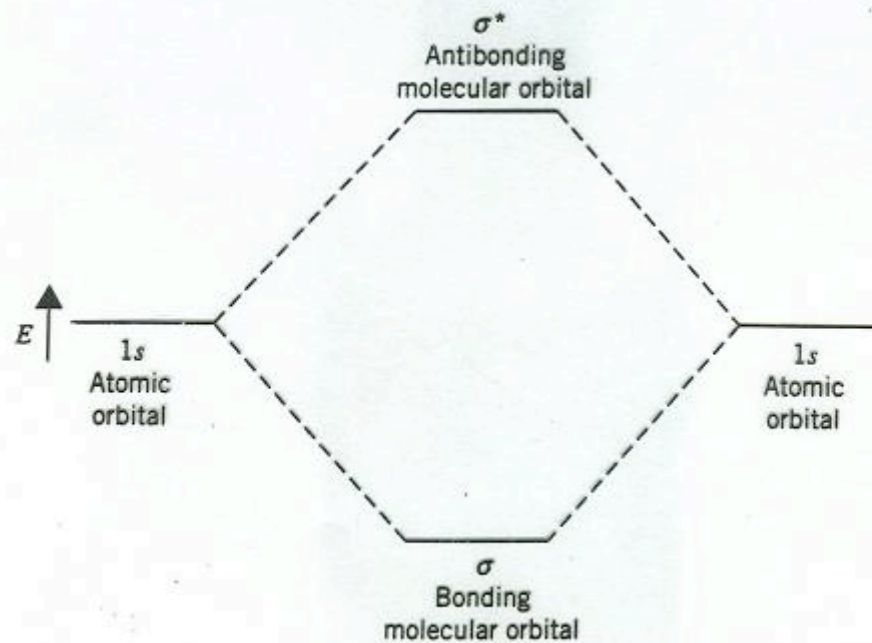 σ*
Antibonding
molecular orbital
E
1s
Atomic
orbital
1s
Atomic
orbital
σ
Bonding
molecular orbital